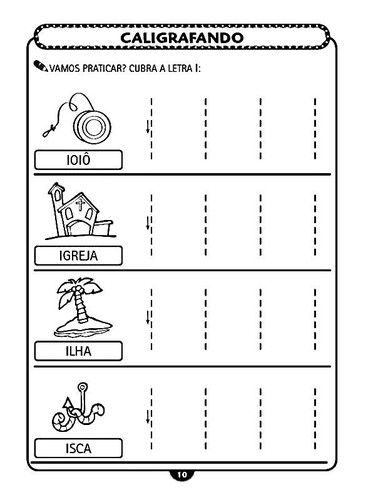 CALIGRAFANDO
VAMOS PRATICAR? CUBRA A LETRA I:
IOIÔ
IGREJA
ILHA
ISCA
10